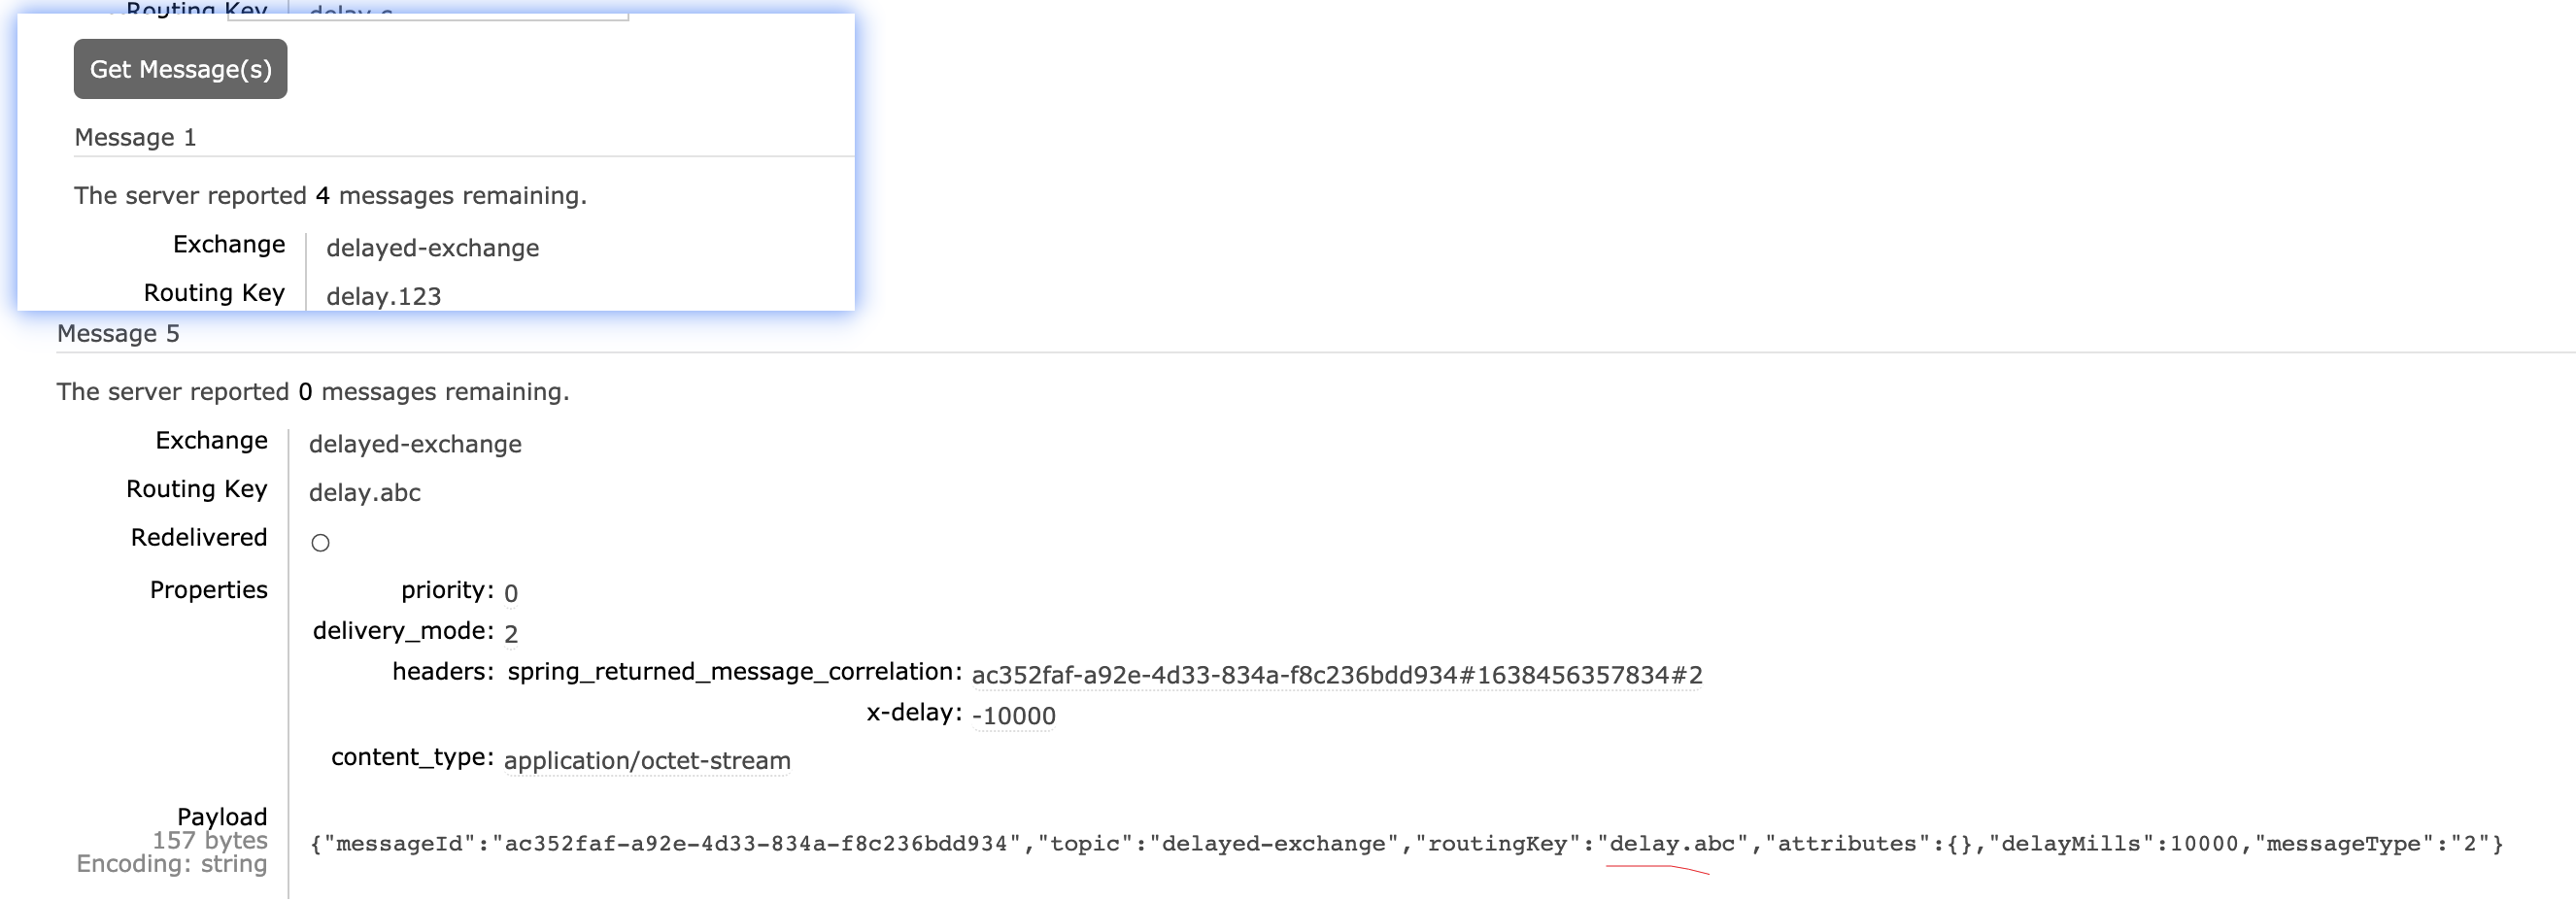 Routing Key delay.c
Get Message(s)
Message 1
The server reported 4 messages remaining.
Exchange delayed-exchange
Routing Key delay.123
Message 5
The server reported 0 messages remaining.
Exchange delayed-exchange
Routing Key delay.abc
Redelivered ○
Properties priority: 0
delivery_mode: 2
headers: spring_returned_message_correlation: ac352faf-a92e-4d33-834a-f8c236bdd934#1638456357834#2
x-delay: -10000
content_type: application/octet-stream
Payload
157 bytes
Encoding: string
{"messageId":"ac352faf-a92e-4d33-834a-f8c236bdd934","topic":"delayed-exchange","routingKey":"delay.abc","attributes":{},"delayMills":10000,"messageType":"2"}